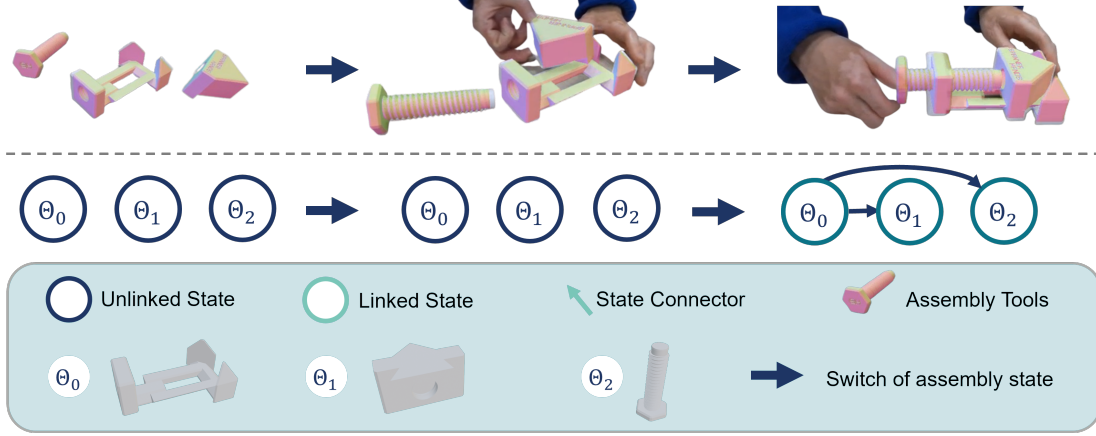 Θ0 Θ1 Θ2 Θ0 Θ1 Θ2 Θ0 Θ1 Θ2
Unlinked State Linked State State Connector Assembly Tools
Θ0 Θ1 Θ2 Switch of assembly state